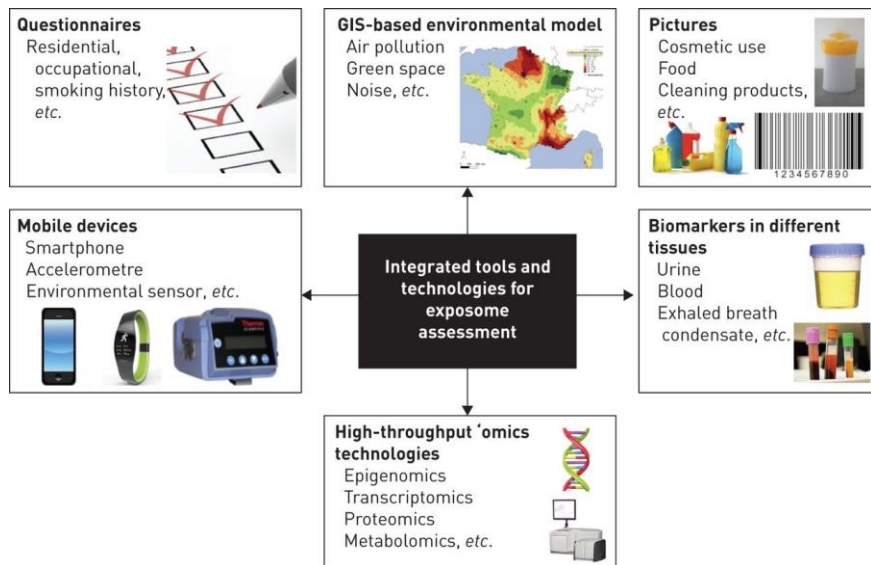 Questionnaires
Residential,
occupational,
smoking history,
etc.
GIS-based environmental model
Air pollution
Green space
Noise, etc.
Pictures
Cosmetic use
Food
Cleaning products,
etc.
1234567890
Mobile devices
Smartphone
Accelerometre
Environmental sensor, etc.
Thermo
SCIENTIFIC
Integrated tools and
technologies for
exposome
assessment
Biomarkers in different
tissues
Urine
Blood
Exhaled breath
condensate, etc.
High-throughput ‘omics
technologies
Epigenomics
Transcriptomics
Proteomics
Metabolomics, etc.